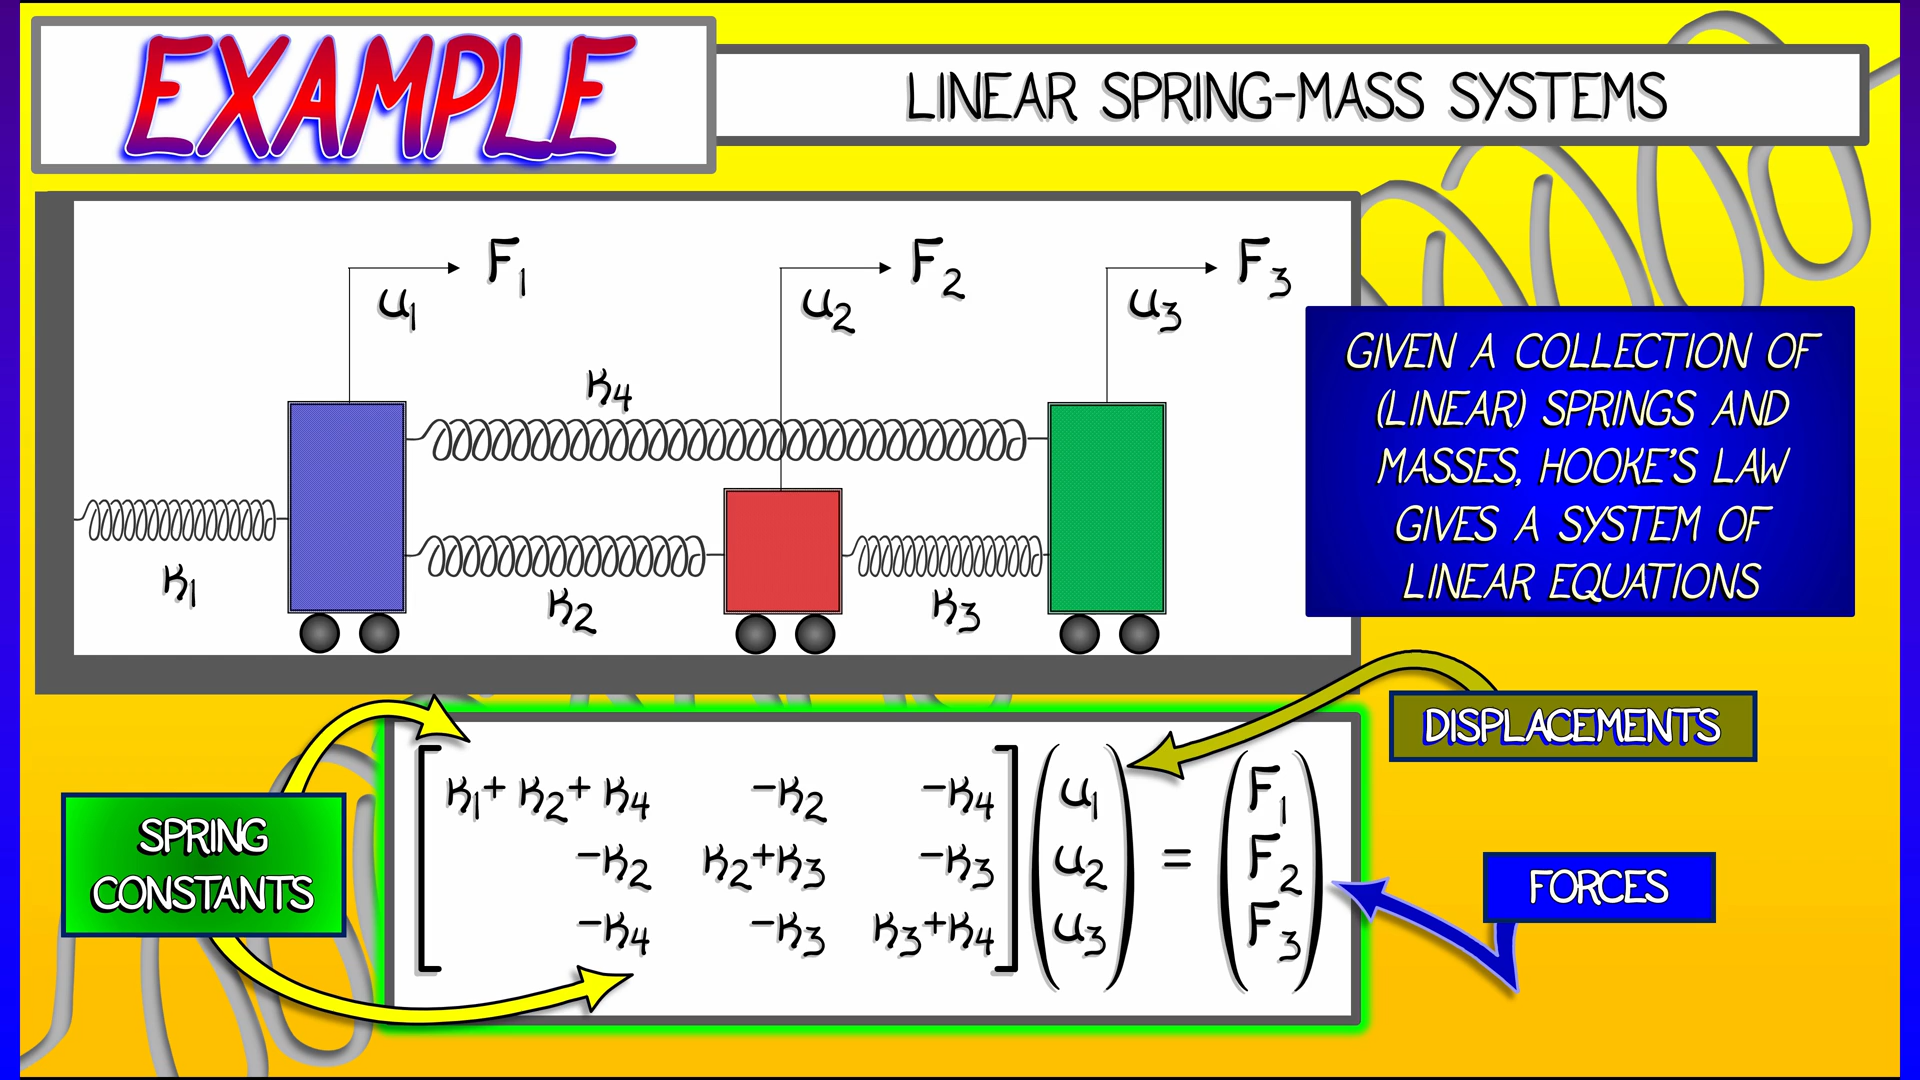 EXAMPLE
LINEAR SPRING-MASS SYSTEMS
F₁
F₂
F₃
u₁
u₂
u₃
K₄
K₁
K₂
K₃
GIVEN A COLLECTION OF
(LINEAR) SPRINGS AND
MASSES, HOOKE'S LAW
GIVES A SYSTEM OF
LINEAR EQUATIONS
DISPLACEMENTS
SPRING
CONSTANTS
K₁+ K₂+ K₄ -K₂ -K₄ u₁ F₁
-K₂ K₂+K₃ -K₃ u₂ = F₂
-K₄ -K₃ K₃+K₄ u₃ F₃
FORCES